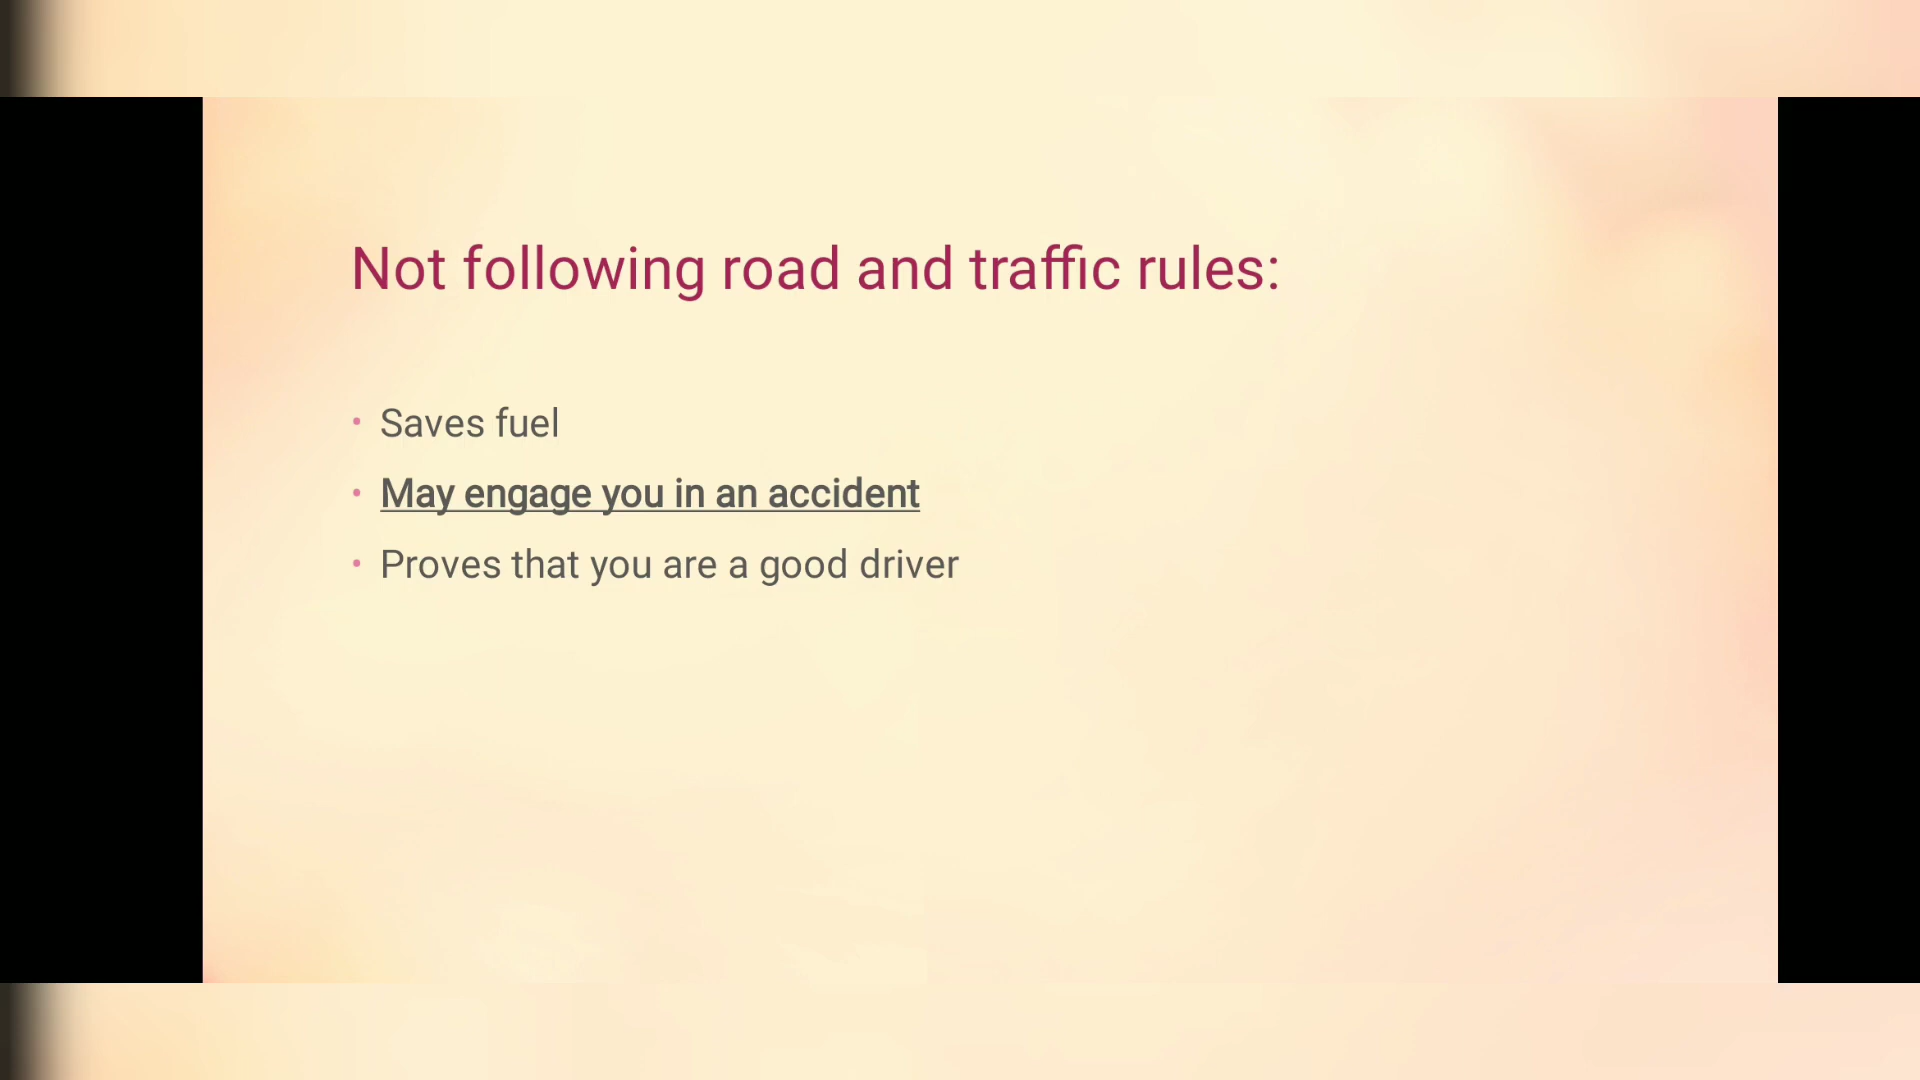 Not following road and traffic rules:
• Saves fuel
• May engage you in an accident
• Proves that you are a good driver